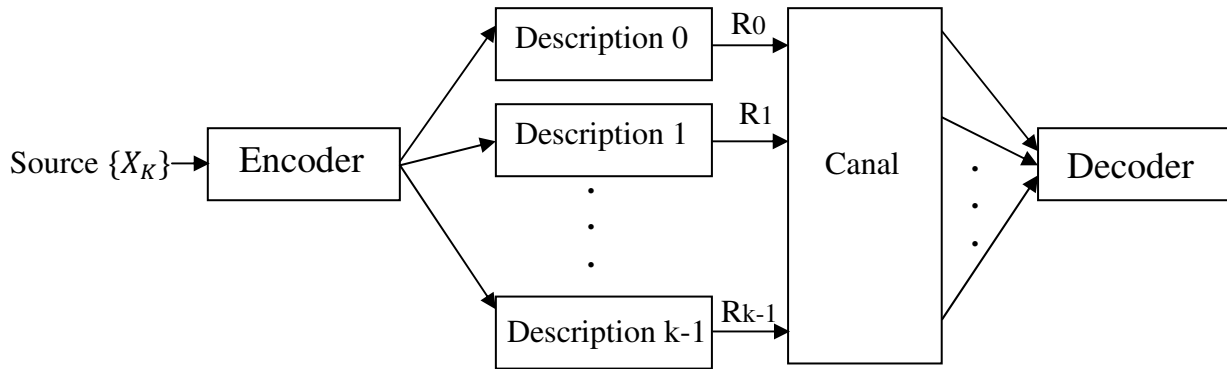 Source {X_K}
Encoder
Description 0
R0
Description 1
R1
Description k-1
Rk-1
Canal
Decoder